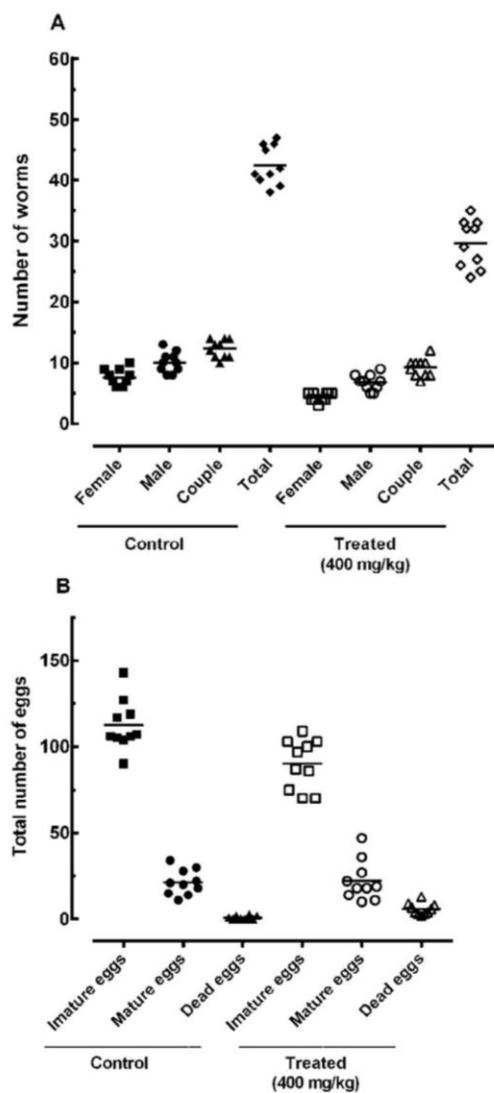 A
Number of worms
60
50
40
30
20
10
0
Female
Male
Couple
Total
Female
Male
Couple
Total
Control
Treated
(400 mg/kg)
B
Total number of eggs
150
100
50
0
Imature eggs
Mature eggs
Dead eggs
Imature eggs
Mature eggs
Dead eggs
Control
Treated
(400 mg/kg)